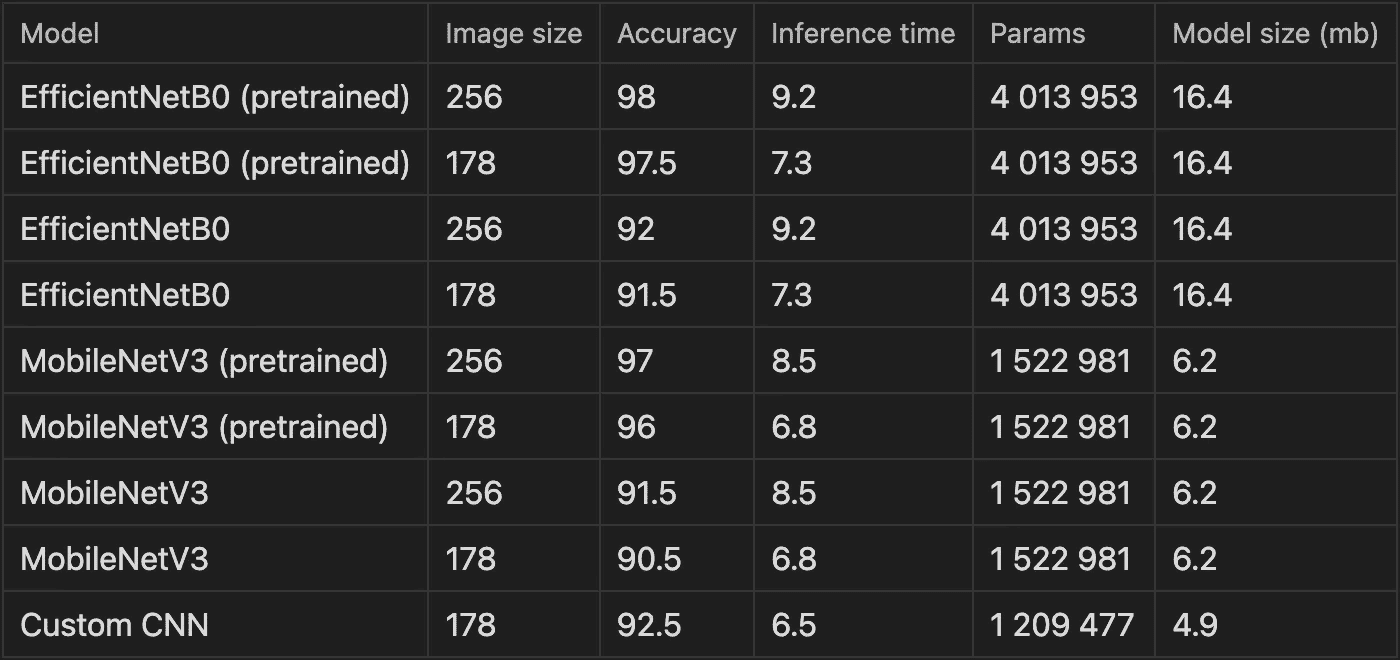 Model Image size Accuracy Inference time Params Model size (mb)
EfficientNetB0 (pretrained) 256 98 9.2 4 013 953 16.4
EfficientNetB0 (pretrained) 178 97.5 7.3 4 013 953 16.4
EfficientNetB0 256 92 9.2 4 013 953 16.4
EfficientNetB0 178 91.5 7.3 4 013 953 16.4
MobileNetV3 (pretrained) 256 97 8.5 1 522 981 6.2
MobileNetV3 (pretrained) 178 96 6.8 1 522 981 6.2
MobileNetV3 256 91.5 8.5 1 522 981 6.2
MobileNetV3 178 90.5 6.8 1 522 981 6.2
Custom CNN 178 92.5 6.5 1 209 477 4.9